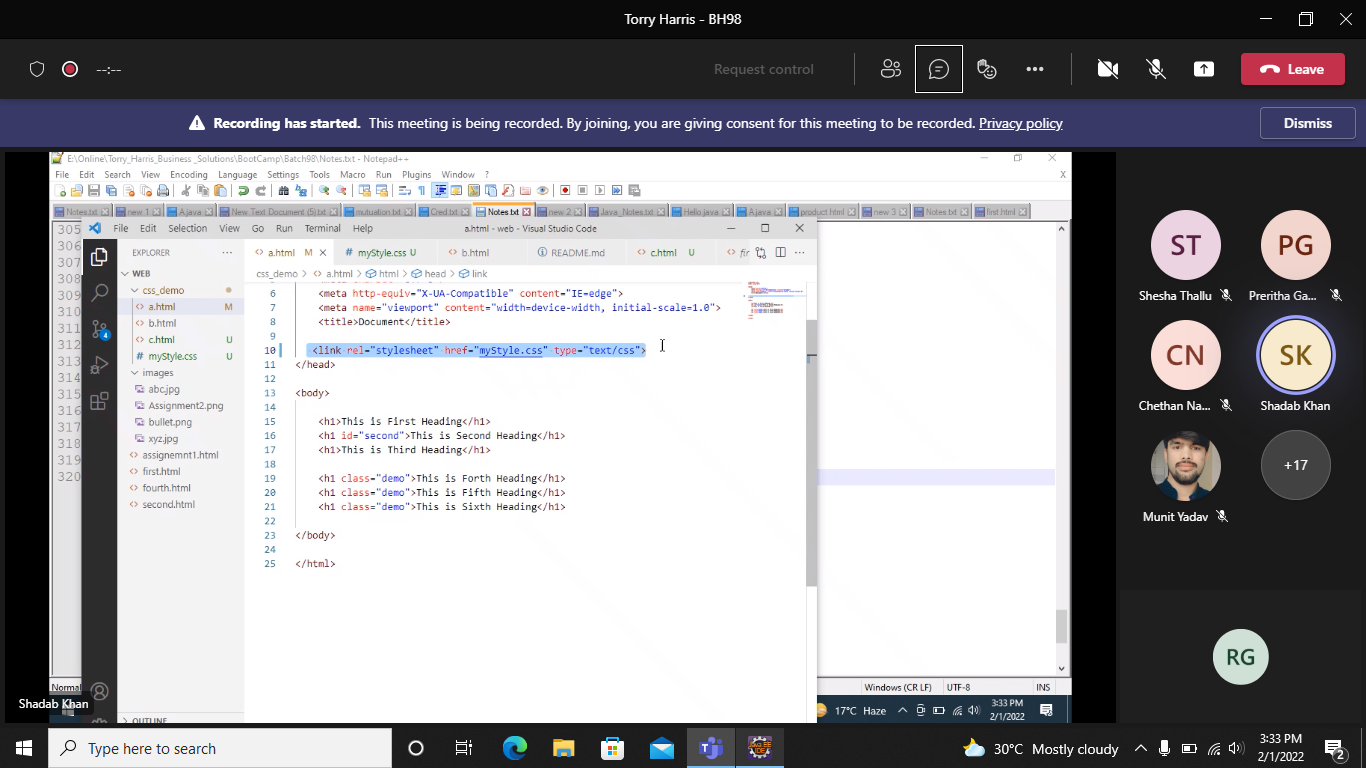 Torry Harris - BH98
--:--
Request control
Leave
Recording has started. This meeting is being recorded. By joining, you are giving consent for this meeting to be recorded. Privacy policy
Dismiss
E:\Online\Torry_Harris_Business _Solutions\BootCamp\Batch98\Notes.txt - Notepad++
File Edit Search View Encoding Language Settings Tools Macro Run Plugins Window ?
X
Notes.txt new 1 A.java New Text Document (5).txt mutuation.txt Cred.txt Notes.txt new 2 Java_Notes.txt Hello.java A.java product.html new 3 Notes.txt first.html
305
306
307
308
309
310
311
312
313
314
315
316
317
318
319
320
File Edit Selection View Go Run Terminal Help
a.html - web - Visual Studio Code
EXPLORER
WEB
css_demo
a.html M
b.html
c.html U
# myStyle.css U
images
abc.jpg
Assignment2.png
bullet.png
xyz.jpg
assignemnt1.html
first.html
fourth.html
second.html
OUTLINE
4
a.html M # myStyle.css U b.html README.md c.html U fir
css_demo > a.html > html > head > link
6 <meta http-equiv="X-UA-Compatible" content="IE=edge">
7 <meta name="viewport" content="width=device-width, initial-scale=1.0">
8 <title>Document</title>
9
10 <link rel="stylesheet" href="myStyle.css" type="text/css">
11 </head>
12
13 <body>
14
15 <h1>This is First Heading</h1>
16 <h1 id="second">This is Second Heading</h1>
17 <h1>This is Third Heading</h1>
18
19 <h1 class="demo">This is Forth Heading</h1>
20 <h1 class="demo">This is Fifth Heading</h1>
21 <h1 class="demo">This is Sixth Heading</h1>
22
23 </body>
24
25 </html>
Normal
Windows (CR LF) UTF-8 INS
17°C Haze
3:33 PM
2/1/2022
Shadab Khan
ST
Shesha Thallu
PG
Preritha Ga...
CN
Chethan Na...
SK
Shadab Khan
Munit Yadav
+17
RG
Type here to search
30°C Mostly cloudy
3:33 PM
2/1/2022
2